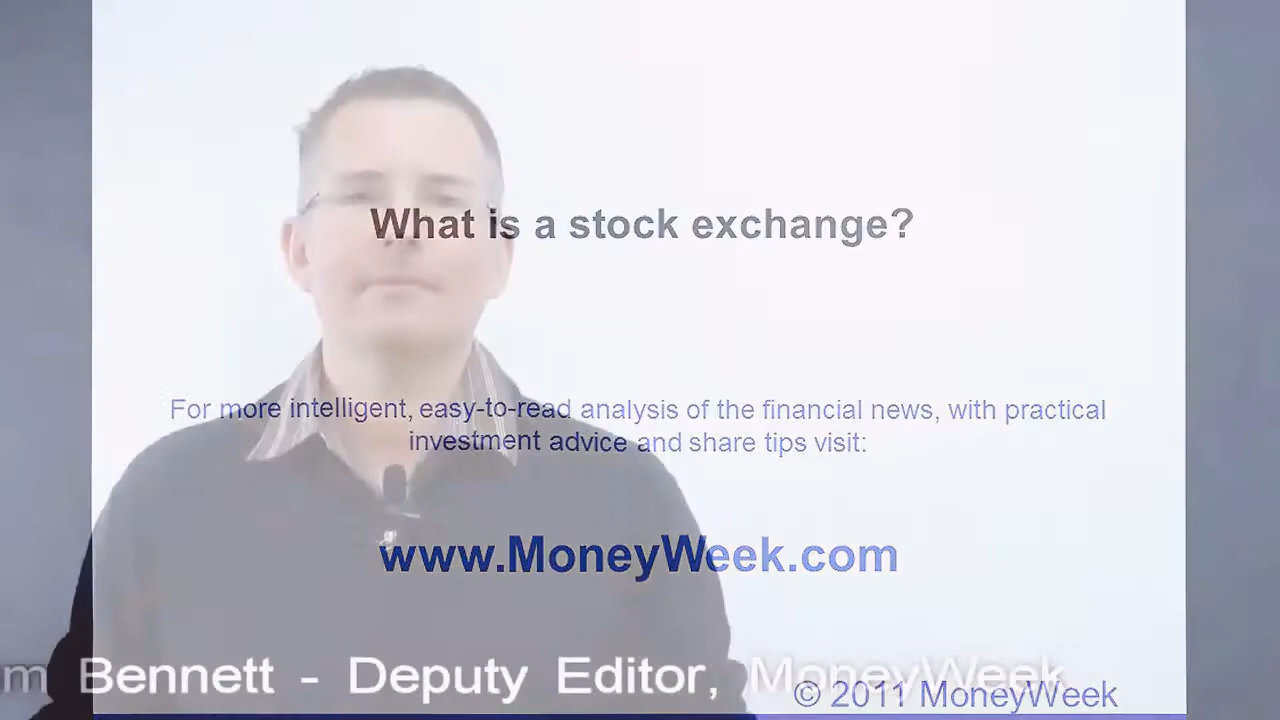 What is a stock exchange?
For more intelligent, easy-to-read analysis of the financial news, with practical
investment advice and share tips visit:
www.MoneyWeek.com
m Bennett - Deputy Editor, MoneyWeek
© 2011 MoneyWeek